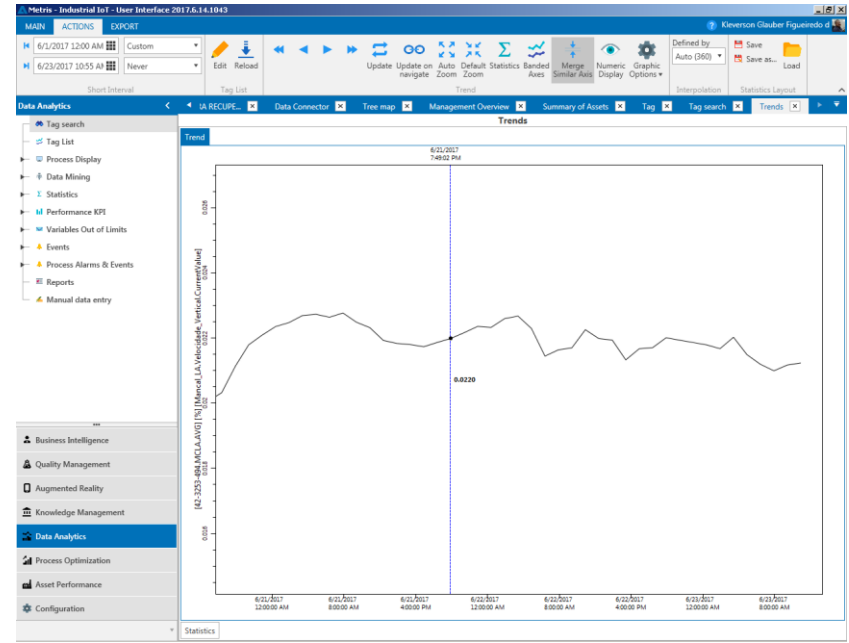 Metris - Industrial IoT - User Interface 2017.6.14.1043
MAIN ACTIONS EXPORT
Kleverson Glauber Figueiredo d
6/1/2017 12:00 AM Custom
6/23/2017 10:55 AM Never
Short Interval
Edit Reload
Tag List
Update Update on navigate Auto Zoom Default Zoom Statistics Banded Axes Merge Similar Axis Numeric Display Graphic Options
Trend
Defined by
Auto (360)
Interpolation
Save
Save as...
Load
Statistics Layout
Data Analytics
IA RECUPE... Data Connector Tree map Management Overview Summary of Assets Tag Tag search Trends
Tag search
Tag List
Process Display
Data Mining
Statistics
Performance KPI
Variables Out of Limits
Events
Process Alarms & Events
Reports
Manual data entry
Business Intelligence
Quality Management
Augmented Reality
Knowledge Management
Data Analytics
Process Optimization
Asset Performance
Configuration
Trends
Trend
6/21/2017
7:49:02 PM
[42-3253-494.MCLA.AVG] [%] [Mancal_LA.Velocidade_Vertical.CurrentValue]
0.026
0.024
0.022
0.02
0.018
0.016
0.0220
6/21/2017 6/21/2017 6/21/2017 6/22/2017 6/22/2017 6/22/2017 6/23/2017 6/23/2017
12:00:00 AM 8:00:00 AM 4:00:00 PM 12:00:00 AM 8:00:00 AM 4:00:00 PM 12:00:00 AM 8:00:00 AM
Statistics